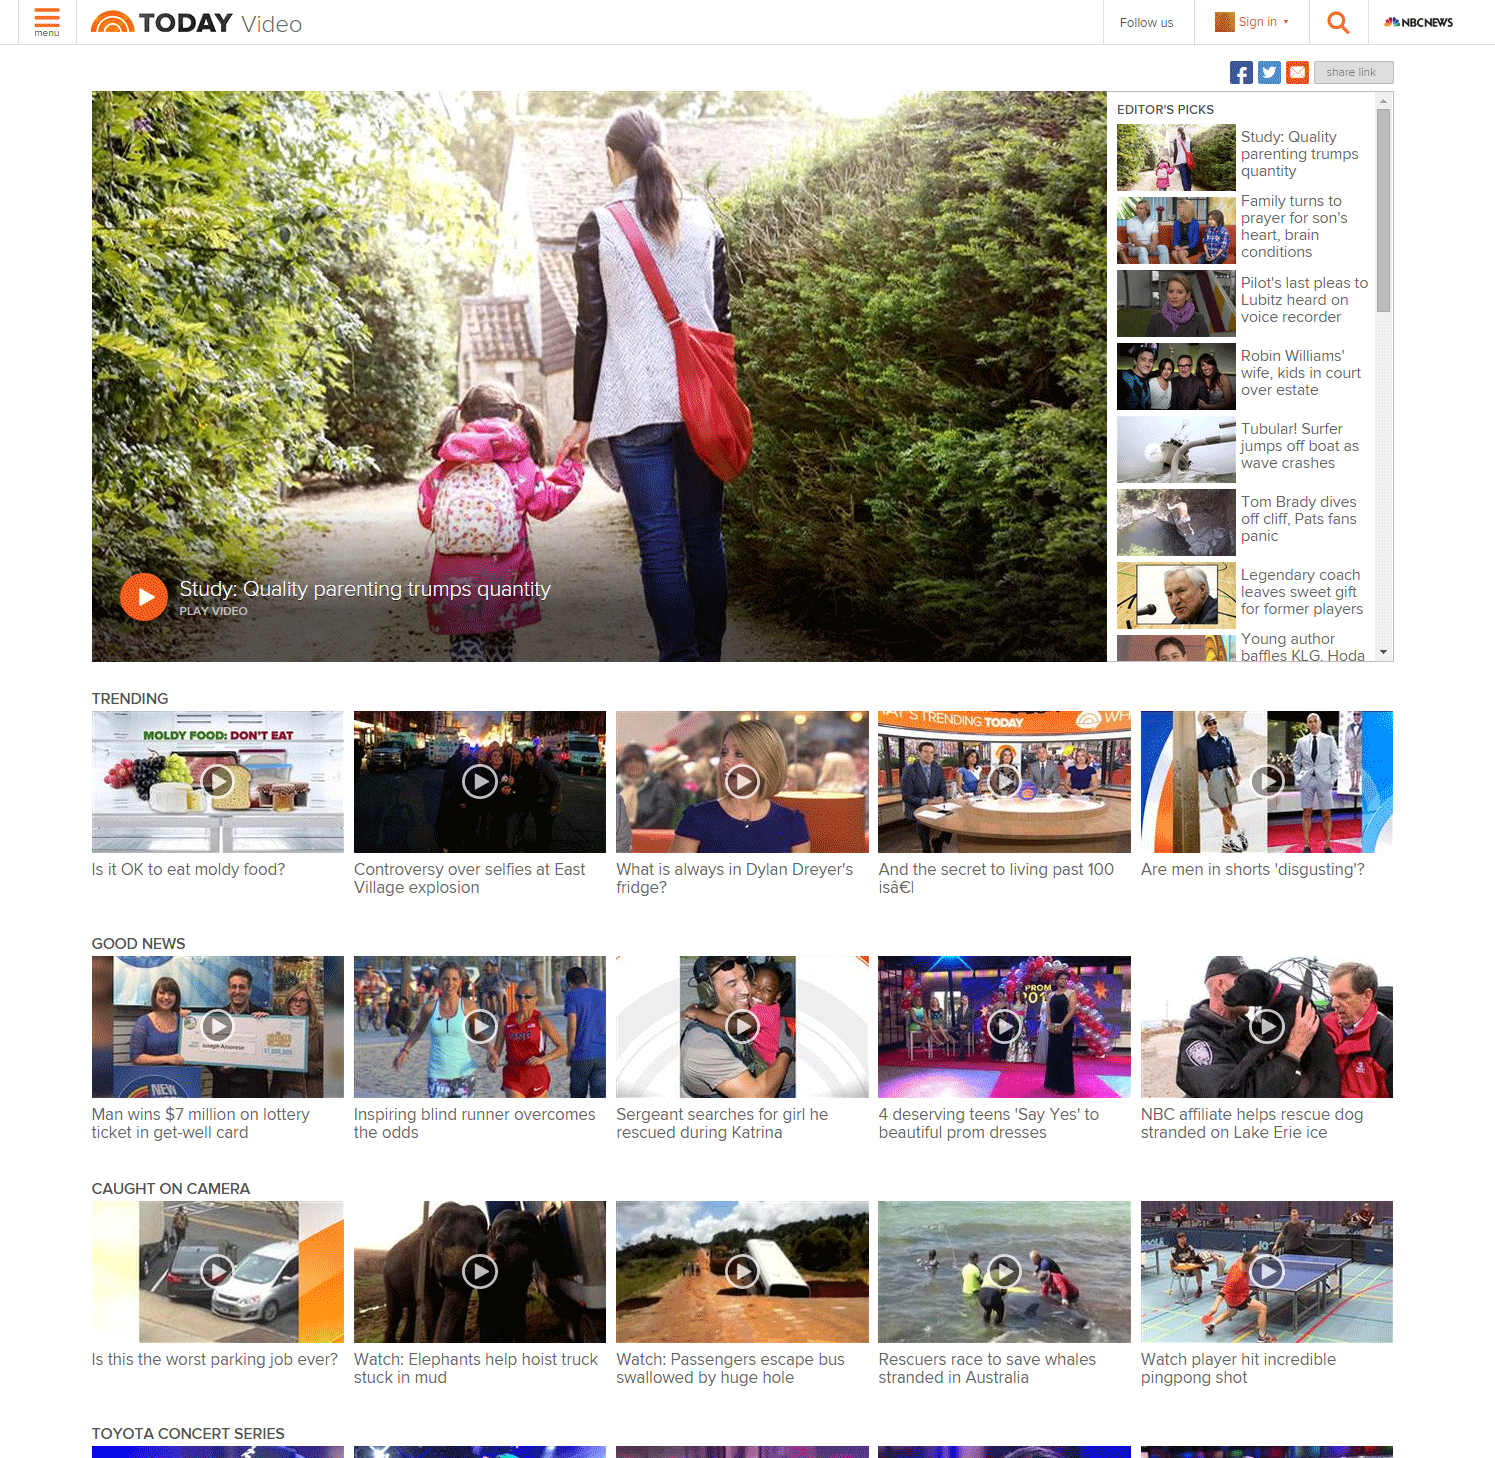 menu
TODAY Video
Follow us
Sign in
NBCNEWS
share link
EDITOR'S PICKS
Study: Quality
parenting trumps
quantity
Family turns to
prayer for son's
heart, brain
conditions
Pilot's last pleas to
Lubitz heard on
voice recorder
Robin Williams'
wife, kids in court
over estate
Tubular! Surfer
jumps off boat as
wave crashes
Tom Brady dives
off cliff, Pats fans
panic
Legendary coach
leaves sweet gift
for former players
Young author
baffles KLG, Hoda
Study: Quality parenting trumps quantity
PLAY VIDEO
TRENDING
MOLDY FOOD: DON'T EAT
TRENDING TODAY
Is it OK to eat moldy food?
Controversy over selfies at East
Village explosion
What is always in Dylan Dreyer's
fridge?
And the secret to living past 100
isâ€¦
Are men in shorts 'disgusting'?
GOOD NEWS
Joseph Amorese
NEW
PROM
Man wins $7 million on lottery
ticket in get-well card
Inspiring blind runner overcomes
the odds
Sergeant searches for girl he
rescued during Katrina
4 deserving teens 'Say Yes' to
beautiful prom dresses
NBC affiliate helps rescue dog
stranded on Lake Erie ice
CAUGHT ON CAMERA
Is this the worst parking job ever?
Watch: Elephants help hoist truck
stuck in mud
Watch: Passengers escape bus
swallowed by huge hole
Rescuers race to save whales
stranded in Australia
Watch player hit incredible
pingpong shot
TOYOTA CONCERT SERIES